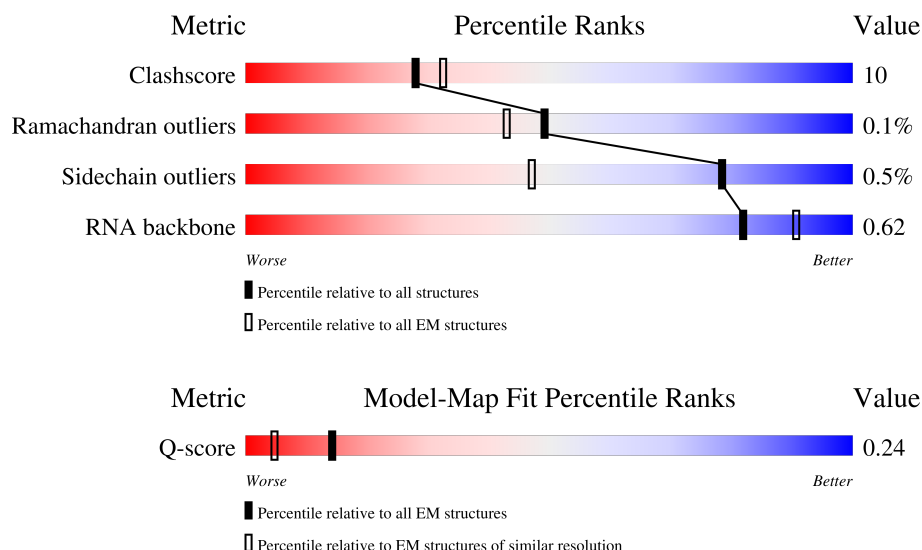 Metric Percentile Ranks Value
Clashscore 10
Ramachandran outliers 0.1%
Sidechain outliers 0.5%
RNA backbone 0.62
Worse Better
Percentile relative to all structures
Percentile relative to all EM structures
Metric Model-Map Fit Percentile Ranks Value
Q-score 0.24
Worse Better
Percentile relative to all EM structures
Percentile relative to EM structures of similar resolution